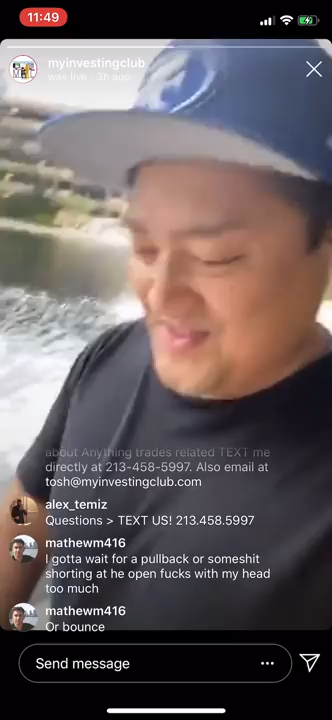 11:49
myinvestingclub
was live · 3h ago
about Anything trades related TEXT me
directly at 213-458-5997. Also email at
tosh@myinvestingclub.com
alex_temiz
Questions > TEXT US! 213.458.5997
mathewm416
I gotta wait for a pullback or someshit
shorting at he open fucks with my head
too much
mathewm416
Or bounce
Send message